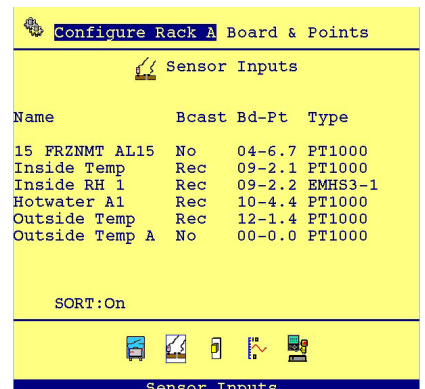 Configure Rack A Board & Points
Sensor Inputs
Name Bcast Bd-Pt Type
15 FRZNMT AL15 No 04-6.7 PT1000
Inside Temp Rec 09-2.1 PT1000
Inside RH 1 Rec 09-2.2 EMHS3-1
Hotwater A1 Rec 10-4.4 PT1000
Outside Temp Rec 12-1.4 PT1000
Outside Temp A No 00-0.0 PT1000
SORT:On
Sensor Inputs